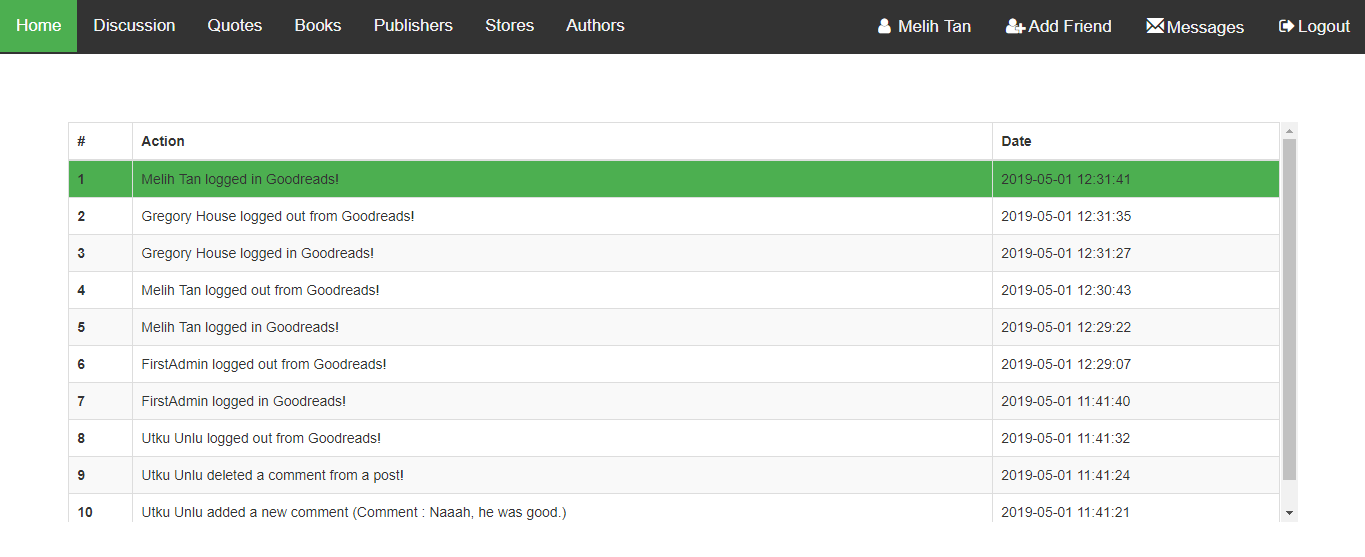 Home Discussion Quotes Books Publishers Stores Authors Melih Tan Add Friend Messages Logout
# Action Date
1 Melih Tan logged in Goodreads! 2019-05-01 12:31:41
2 Gregory House logged out from Goodreads! 2019-05-01 12:31:35
3 Gregory House logged in Goodreads! 2019-05-01 12:31:27
4 Melih Tan logged out from Goodreads! 2019-05-01 12:30:43
5 Melih Tan logged in Goodreads! 2019-05-01 12:29:22
6 FirstAdmin logged out from Goodreads! 2019-05-01 12:29:07
7 FirstAdmin logged in Goodreads! 2019-05-01 11:41:40
8 Utku Unlu logged out from Goodreads! 2019-05-01 11:41:32
9 Utku Unlu deleted a comment from a post! 2019-05-01 11:41:24
10 Utku Unlu added a new comment (Comment : Naaah, he was good.) 2019-05-01 11:41:21